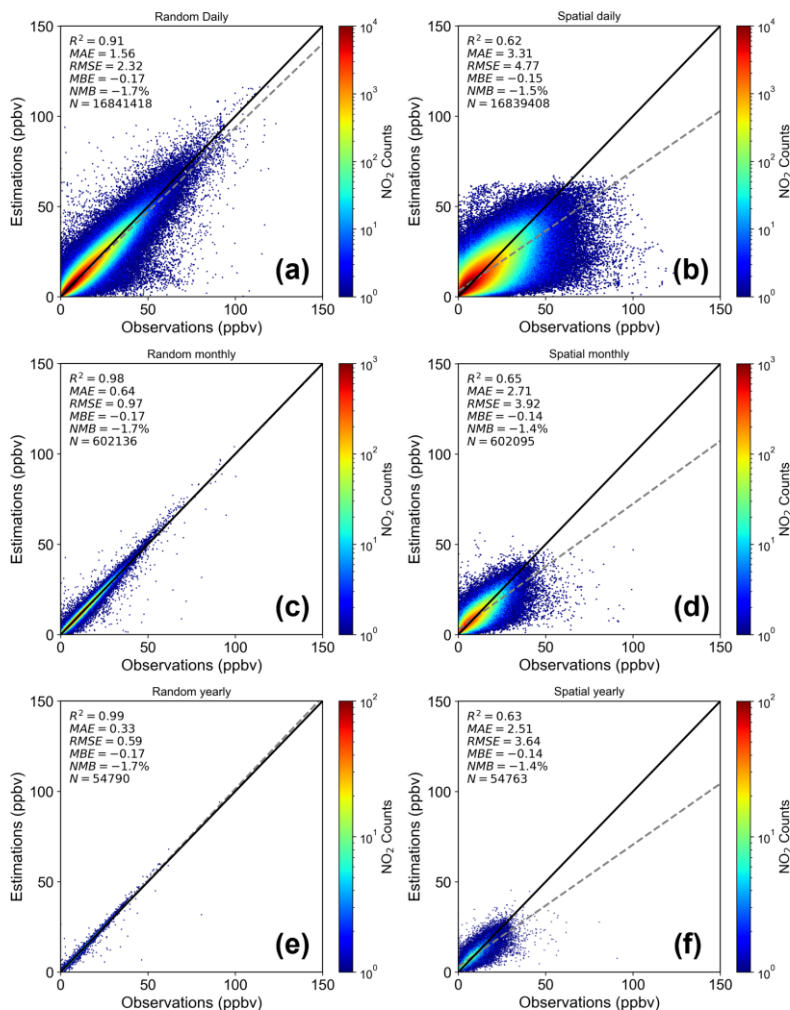 Random Daily
150
100
50
0
Estimations (ppbv)
R² = 0.91
MAE = 1.56
RMSE = 2.32
MBE = −0.17
NMB = −1.7%
N = 16841418
(a)
0 50 100 150
Observations (ppbv)
10⁴
10³
10²
10¹
10⁰
NO₂ Counts
Spatial daily
150
100
50
0
Estimations (ppbv)
R² = 0.62
MAE = 3.31
RMSE = 4.77
MBE = −0.15
NMB = −1.5%
N = 16839408
(b)
0 50 100 150
Observations (ppbv)
10⁴
10³
10²
10¹
10⁰
NO₂ Counts
Random monthly
150
100
50
0
Estimations (ppbv)
R² = 0.98
MAE = 0.64
RMSE = 0.97
MBE = −0.17
NMB = −1.7%
N = 602136
(c)
0 50 100 150
Observations (ppbv)
10³
10²
10¹
10⁰
NO₂ Counts
Spatial monthly
150
100
50
0
Estimations (ppbv)
R² = 0.65
MAE = 2.71
RMSE = 3.92
MBE = −0.14
NMB = −1.4%
N = 602095
(d)
0 50 100 150
Observations (ppbv)
10³
10²
10¹
10⁰
NO₂ Counts
Random yearly
150
100
50
0
Estimations (ppbv)
R² = 0.99
MAE = 0.33
RMSE = 0.59
MBE = −0.17
NMB = −1.7%
N = 54790
(e)
0 50 100 150
Observations (ppbv)
10²
10¹
10⁰
NO₂ Counts
Spatial yearly
150
100
50
0
Estimations (ppbv)
R² = 0.63
MAE = 2.51
RMSE = 3.64
MBE = −0.14
NMB = −1.4%
N = 54763
(f)
0 50 100 150
Observations (ppbv)
10²
10¹
10⁰
NO₂ Counts